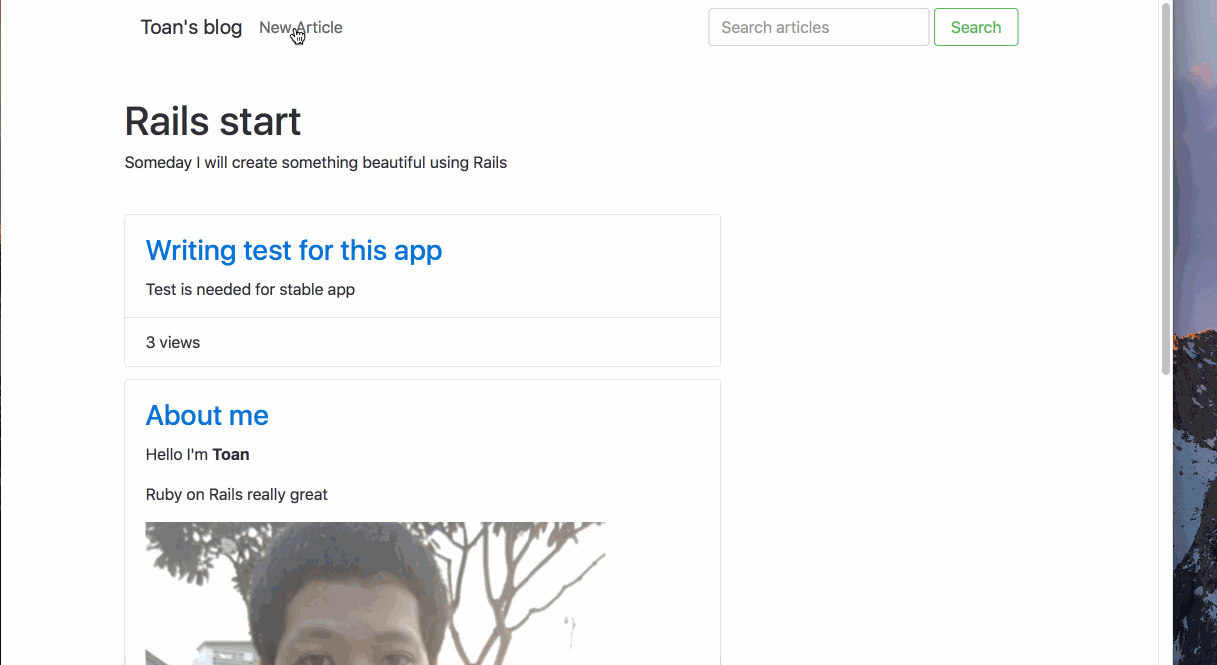 Toan's blog New Article Search articles Search
Rails start
Someday I will create something beautiful using Rails
Writing test for this app
Test is needed for stable app
3 views
About me
Hello I'm Toan
Ruby on Rails really great